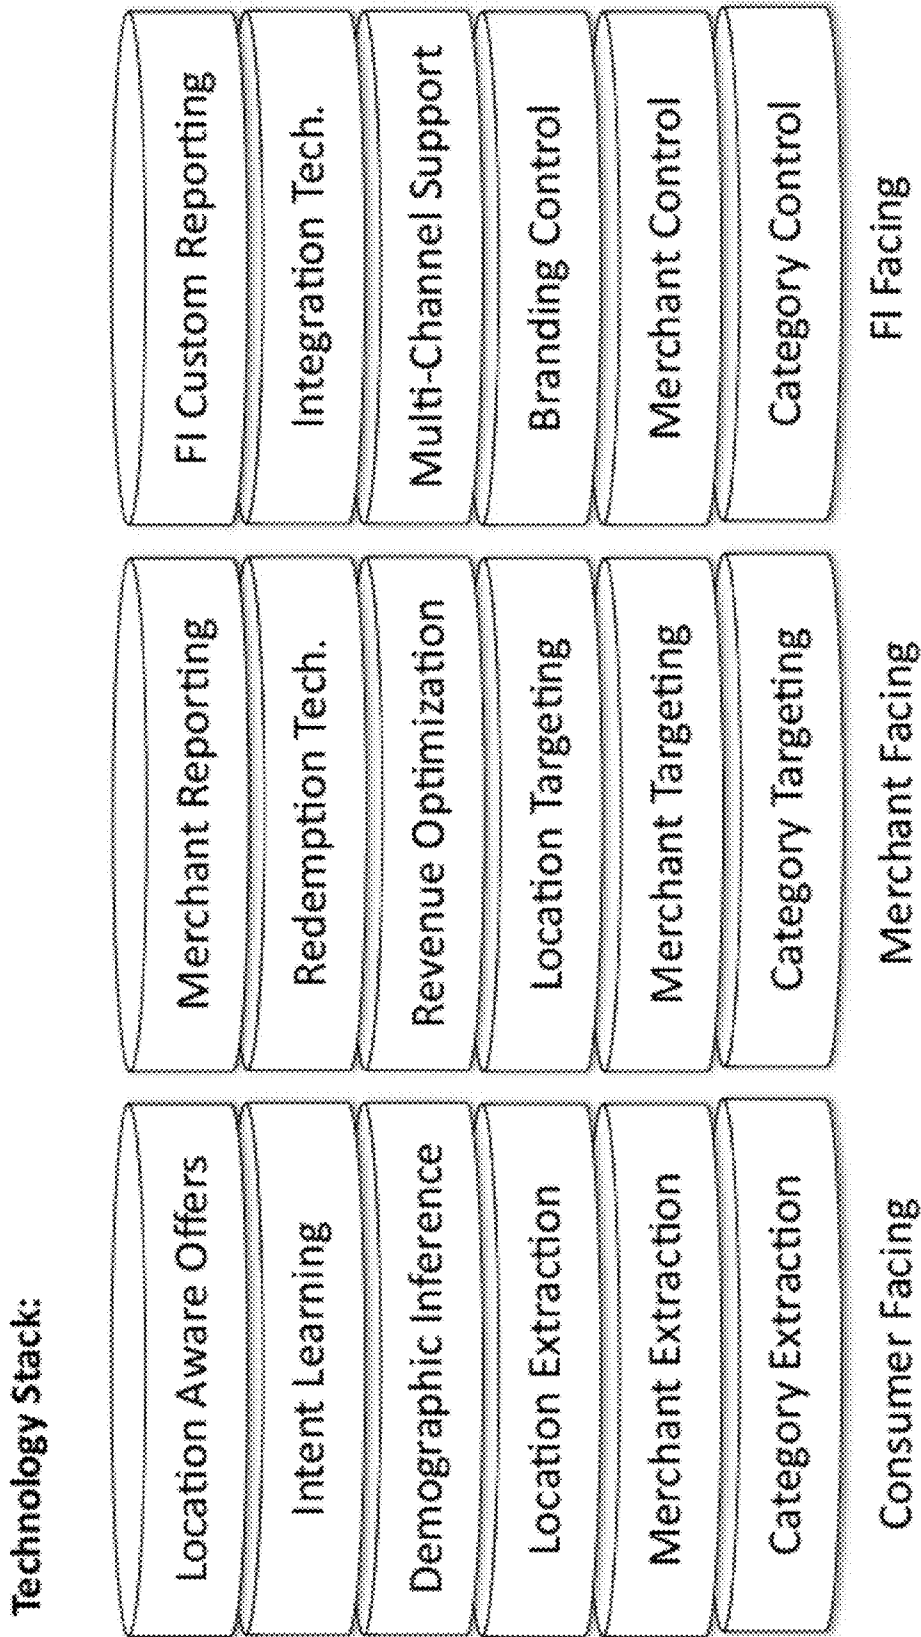 Technology Stack:
Location Aware Offers
Intent Learning
Demographic Inference
Location Extraction
Merchant Extraction
Category Extraction
Consumer Facing
Merchant Reporting
Redemption Tech.
Revenue Optimization
Location Targeting
Merchant Targeting
Category Targeting
Merchant Facing
FI Custom Reporting
Integration Tech.
Multi-Channel Support
Branding Control
Merchant Control
Category Control
FI Facing